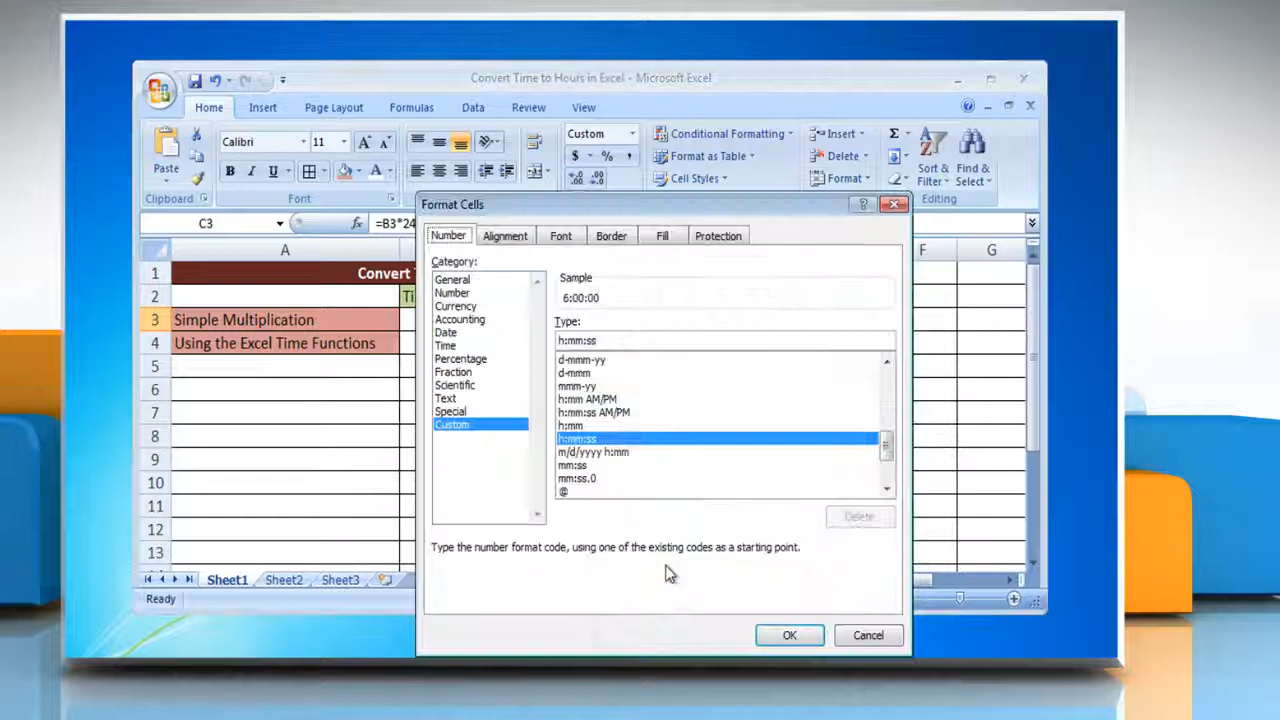 Convert Time to Hours in Excel - Microsoft Excel
Home Insert Page Layout Formulas Data Review View
Calibri 11 Custom Conditional Formatting Insert Σ
Paste B I U A $ % , Format as Table Delete Sort & Filter Find & Select
Cell Styles Format
Clipboard Font Editing
C3 fx =B3*24
Format Cells
Number Alignment Font Border Fill Protection
A F G
1 Convert T
2 Ti
3 Simple Multiplication
4 Using the Excel Time Functions
5
6
7
8
9
10
11
12
13
Category:
General
Number
Currency
Accounting
Date
Time
Percentage
Fraction
Scientific
Text
Special
Custom
Sample
6:00:00
Type:
h:mm:ss
d-mmm-yy
d-mmm
mmm-yy
h:mm AM/PM
h:mm:ss AM/PM
h:mm
h:mm:ss
m/d/yyyy h:mm
mm:ss
mm:ss.0
@
Delete
Type the number format code, using one of the existing codes as a starting point.
OK Cancel
Sheet1 Sheet2 Sheet3
Ready